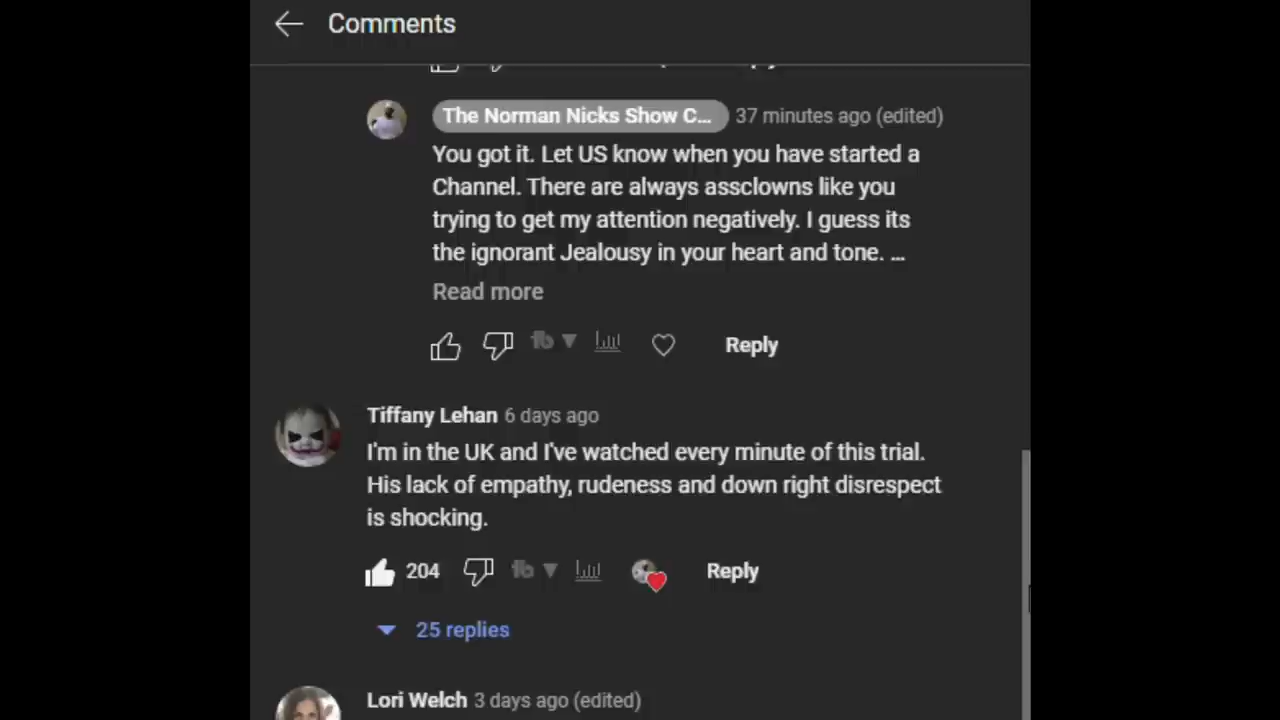 Comments
The Norman Nicks Show C... 37 minutes ago (edited)
You got it. Let US know when you have started a
Channel. There are always assclowns like you
trying to get my attention negatively. I guess its
the ignorant Jealousy in your heart and tone. ...
Read more
Reply
Tiffany Lehan 6 days ago
I'm in the UK and I've watched every minute of this trial.
His lack of empathy, rudeness and down right disrespect
is shocking.
204 Reply
25 replies
Lori Welch 3 days ago (edited)